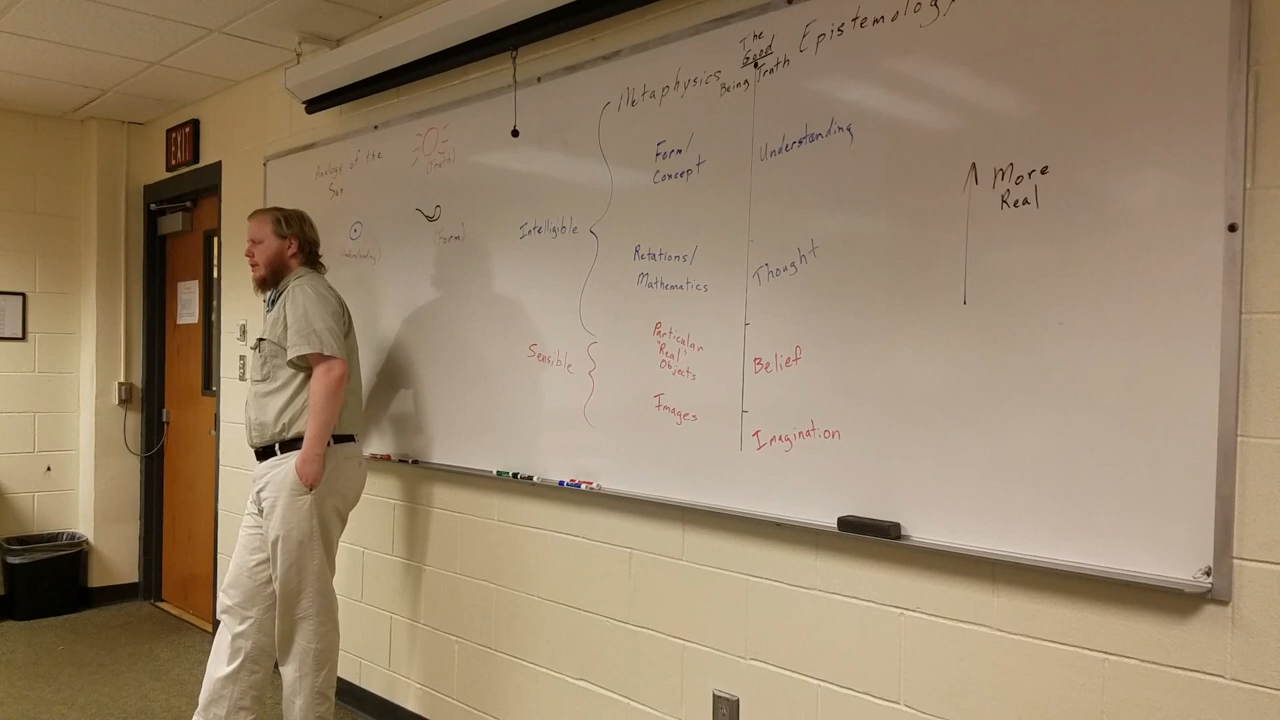 EXIT
Analogy of the
Sun
(Truth)
(Understanding)
(Form)
Metaphysics
The
Good
Being
Truth
Epistemology
Intelligible
Form/
Concept
Understanding
Relations/
Mathematics
Thought
Sensible
Particular
"Real"
Objects
Belief
Images
Imagination
More
Real